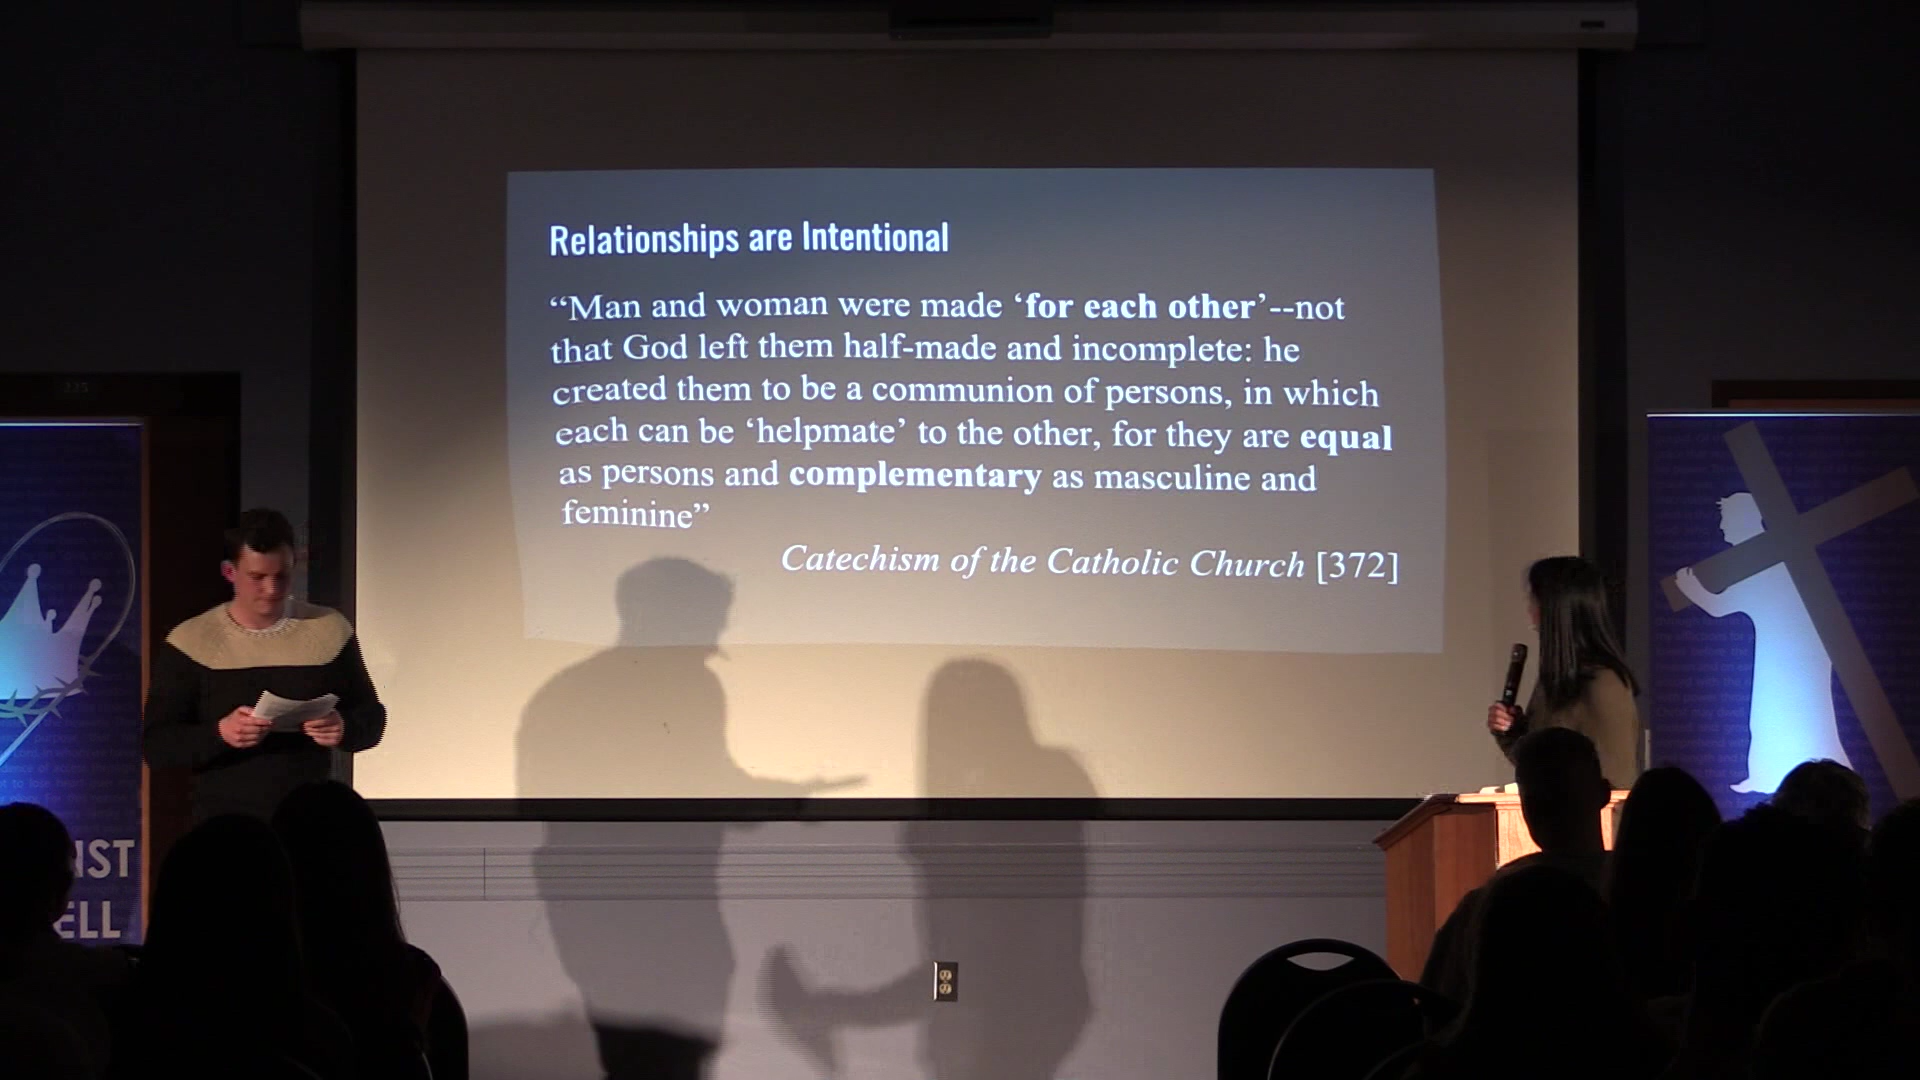 Relationships are Intentional
“Man and woman were made ‘for each other’--not
that God left them half-made and incomplete: he
created them to be a communion of persons, in which
each can be ‘helpmate’ to the other, for they are equal
as persons and complementary as masculine and
feminine”
Catechism of the Catholic Church [372]
225
IST
ELL